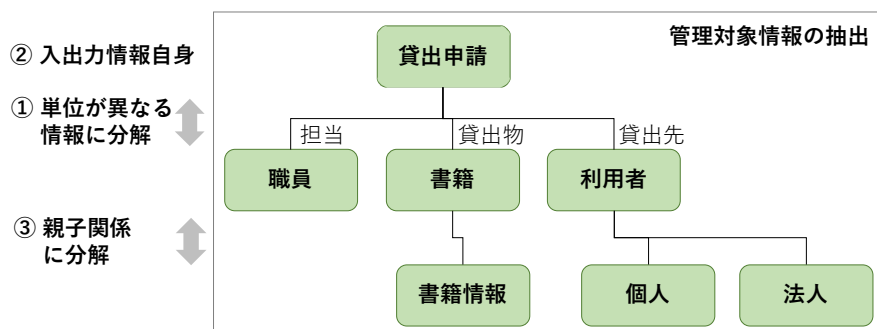 管理対象情報の抽出
② 入出力情報自身
貸出申請
① 単位が異なる
情報に分解
担当
貸出物
貸出先
職員
書籍
利用者
③ 親子関係
に分解
書籍情報
個人
法人